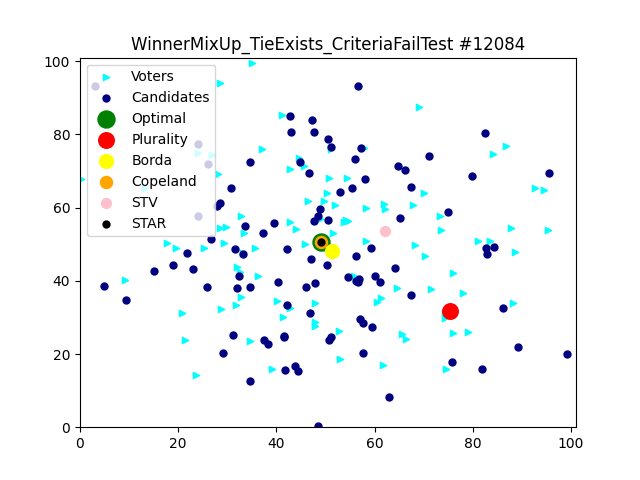 WinnerMixUp_TieExists_CriteriaFailTest #12084
100
80
60
40
20
0
0
20
40
60
80
100
Voters
Candidates
Optimal
Plurality
Borda
Copeland
STV
STAR